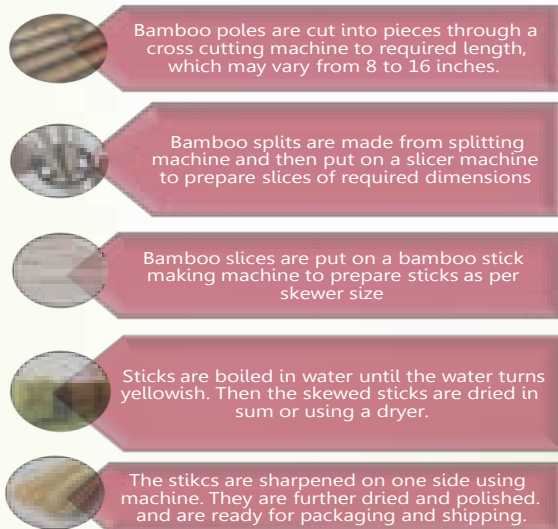 Bamboo poles are cut into pieces through a
cross cutting machine to required length,
which may vary from 8 to 16 inches.
Bamboo splits are made from splitting
machine and then put on a slicer machine
to prepare slices of required dimensions
Bamboo slices are put on a bamboo stick
making machine to prepare sticks as per
skewer size
Sticks are boiled in water until the water turns
yellowish. Then the skewed sticks are dried in
sum or using a dryer.
The stikcs are sharpened on one side using
machine. They are further dried and polished.
and are ready for packaging and shipping.